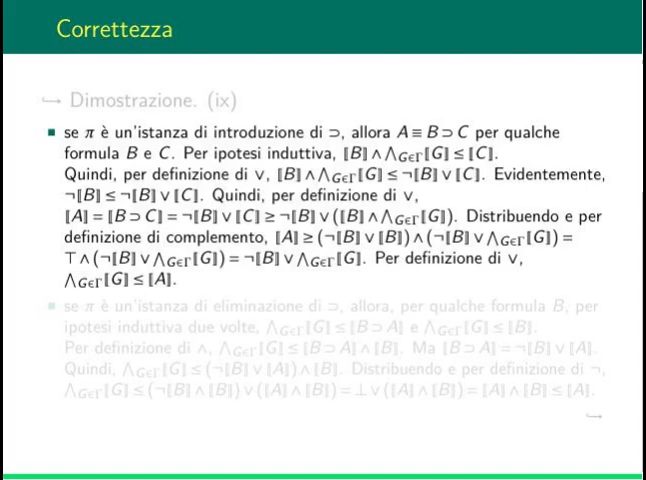 Correttezza
↪ Dimostrazione. (ix)
▪ se π è un'istanza di introduzione di ⊃, allora A ≡ B ⊃ C per qualche
formula B e C. Per ipotesi induttiva, ⟦B⟧ ∧ ⋀G∈Γ⟦G⟧ ≤ ⟦C⟧.
Quindi, per definizione di ∨, ⟦B⟧ ∧ ⋀G∈Γ⟦G⟧ ≤ ¬⟦B⟧ ∨ ⟦C⟧. Evidentemente,
¬⟦B⟧ ≤ ¬⟦B⟧ ∨ ⟦C⟧. Quindi, per definizione di ∨,
⟦A⟧ = ⟦B ⊃ C⟧ = ¬⟦B⟧ ∨ ⟦C⟧ ≥ ¬⟦B⟧ ∨ (⟦B⟧ ∧ ⋀G∈Γ⟦G⟧). Distribuendo e per
definizione di complemento, ⟦A⟧ ≥ (¬⟦B⟧ ∨ ⟦B⟧) ∧ (¬⟦B⟧ ∨ ⋀G∈Γ⟦G⟧) =
⊤ ∧ (¬⟦B⟧ ∨ ⋀G∈Γ⟦G⟧) = ¬⟦B⟧ ∨ ⋀G∈Γ⟦G⟧. Per definizione di ∨,
⋀G∈Γ⟦G⟧ ≤ ⟦A⟧.
▪ se π è un'istanza di eliminazione di ⊃, allora, per qualche formula B, per
ipotesi induttiva due volte, ⋀G∈Γ⟦G⟧ ≤ ⟦B ⊃ A⟧ e ⋀G∈Γ⟦G⟧ ≤ ⟦B⟧.
Per definizione di ∧, ⋀G∈Γ⟦G⟧ ≤ ⟦B ⊃ A⟧ ∧ ⟦B⟧. Ma ⟦B ⊃ A⟧ = ¬⟦B⟧ ∨ ⟦A⟧.
Quindi, ⋀G∈Γ⟦G⟧ ≤ (¬⟦B⟧ ∨ ⟦A⟧) ∧ ⟦B⟧. Distribuendo e per definizione di ¬,
⋀G∈Γ⟦G⟧ ≤ (¬⟦B⟧ ∧ ⟦B⟧) ∨ (⟦A⟧ ∧ ⟦B⟧) = ⊥ ∨ (⟦A⟧ ∧ ⟦B⟧) = ⟦A⟧ ∧ ⟦B⟧ ≤ ⟦A⟧.
↪